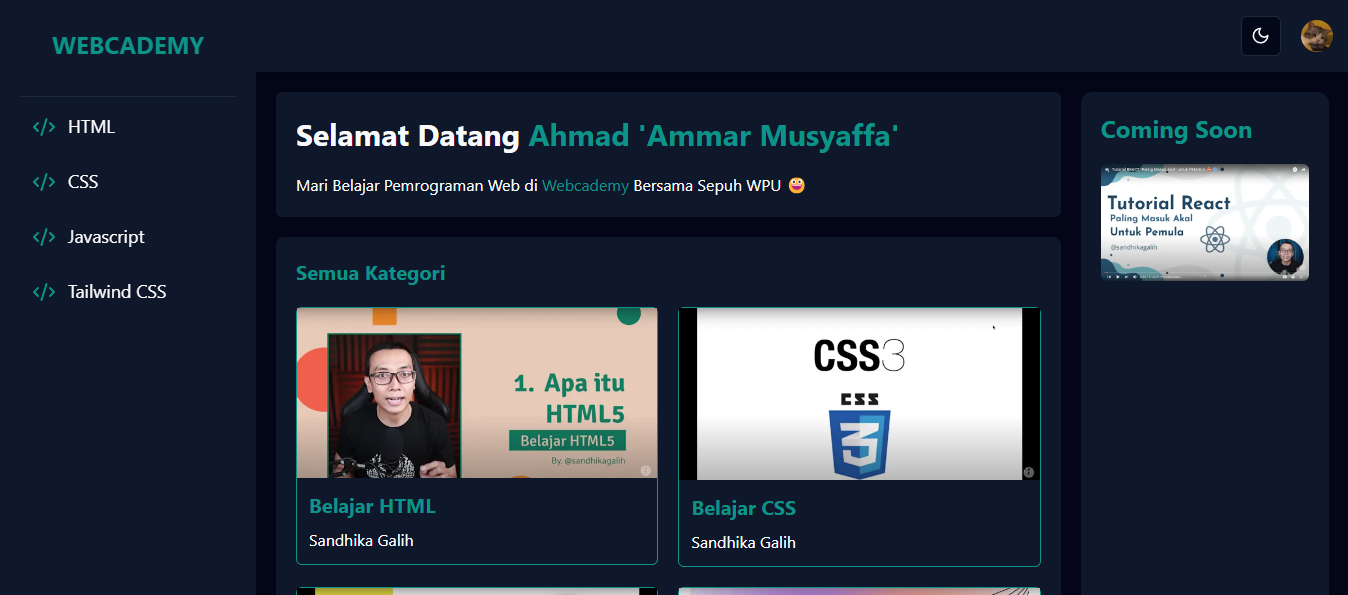 WEBCADEMY
</> HTML
</> CSS
</> Javascript
</> Tailwind CSS
Selamat Datang Ahmad 'Ammar Musyaffa'
Mari Belajar Pemrograman Web di Webcademy Bersama Sepuh WPU 😀
Semua Kategori
1. Apa itu
HTML5
Belajar HTML5
By. @sandhikagalih
Belajar HTML
Sandhika Galih
CSS3
CSS
3
Belajar CSS
Sandhika Galih
Coming Soon
Tutorial React
Paling Masuk Akal
Untuk Pemula
@sandhikagalih